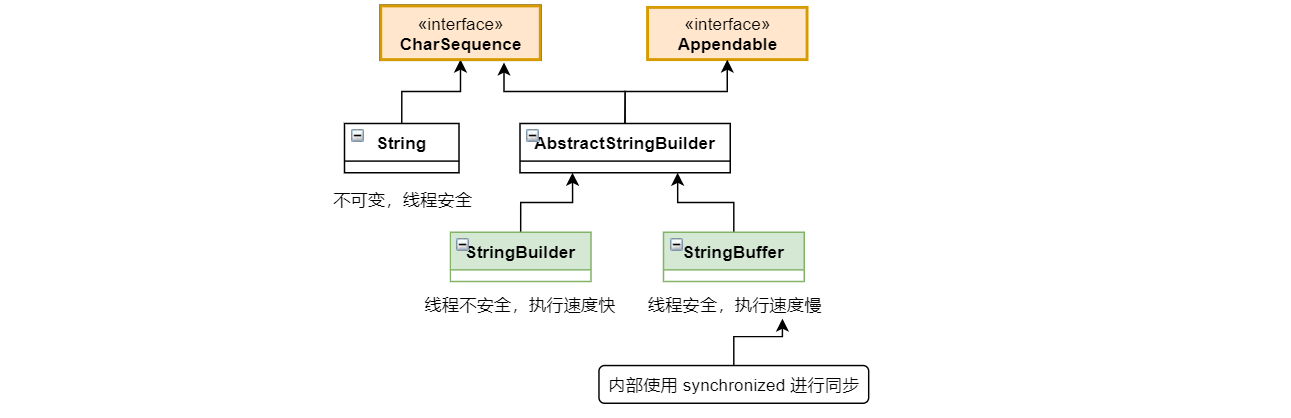 «interface»
CharSequence
«interface»
Appendable
String
AbstractStringBuilder
不可变，线程安全
StringBuilder
StringBuffer
线程不安全，执行速度快
线程安全，执行速度慢
内部使用 synchronized 进行同步